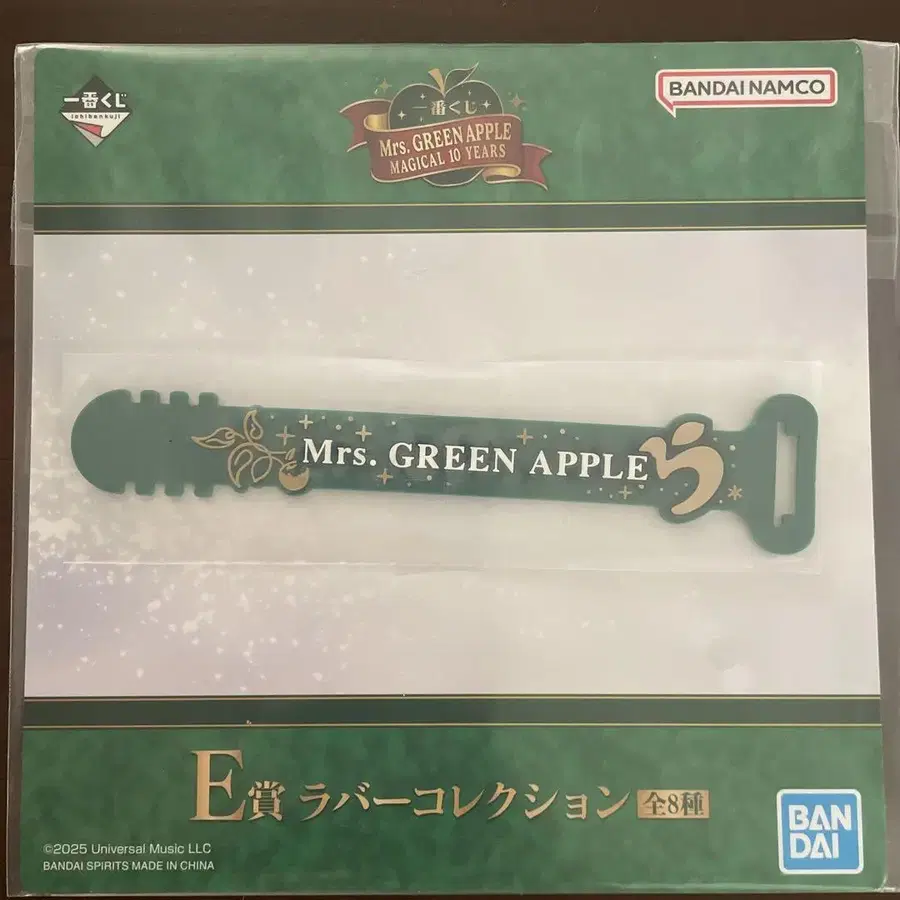 一番くじ
ichibankuji
一番くじ
Mrs. GREEN APPLE
MAGICAL 10 YEARS
BANDAI NAMCO
Mrs. GREEN APPLE
E賞 ラバーコレクション 全8種
©2025 Universal Music LLC
BANDAI SPIRITS MADE IN CHINA
BAN
DAI